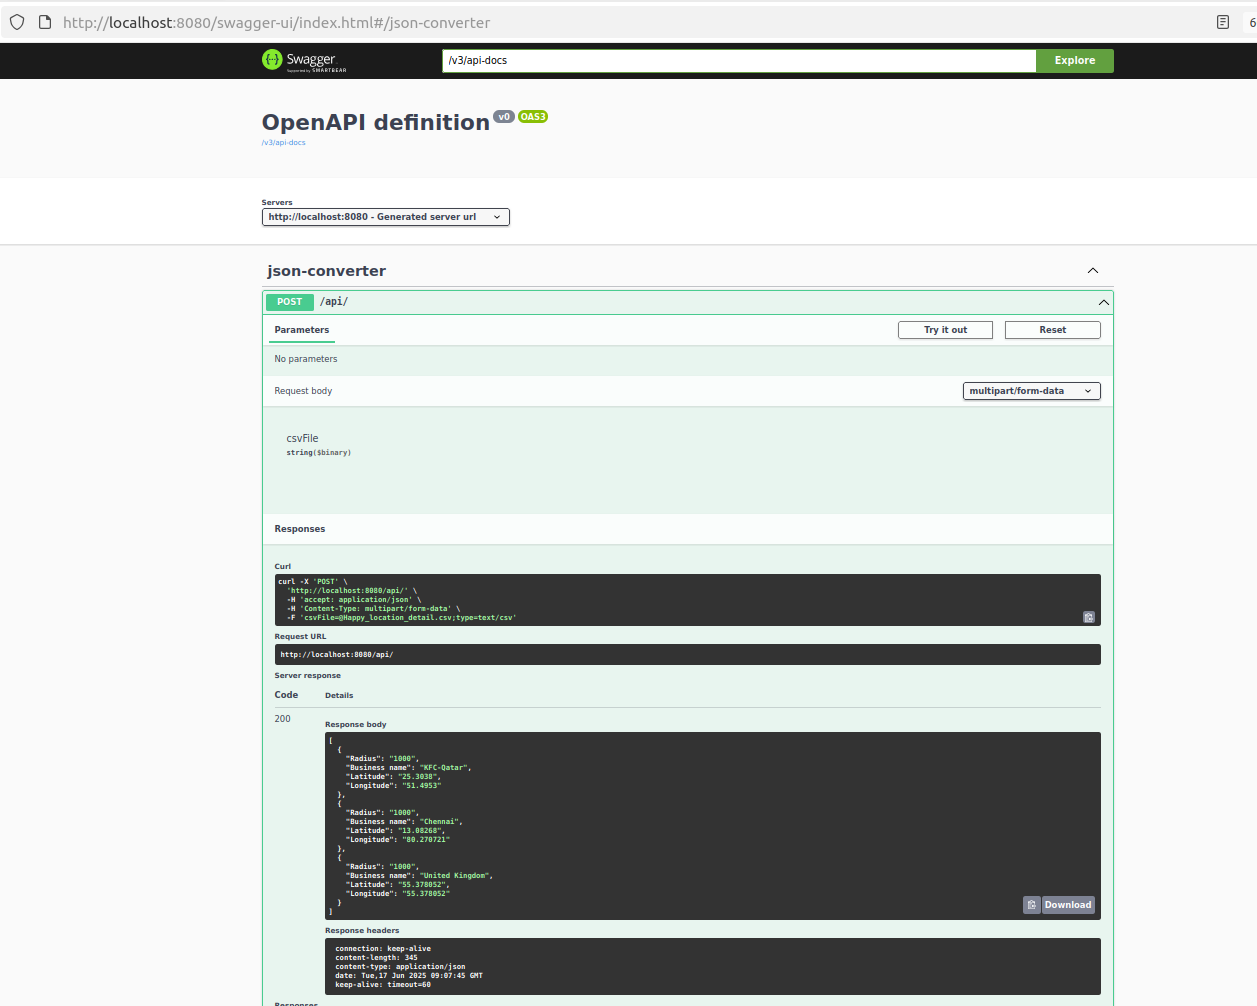 http://localhost:8080/swagger-ui/index.html#/json-converter
6
Swagger
Supported by SMARTBEAR
/v3/api-docs
Explore
OpenAPI definition v0 OAS3
/v3/api-docs
Servers
http://localhost:8080 - Generated server url
json-converter
POST /api/
Parameters
Try it out
Reset
No parameters
Request body
multipart/form-data
csvFile
string($binary)
Responses
Curl
curl -X 'POST' \
  'http://localhost:8080/api/' \
  -H 'accept: application/json' \
  -H 'Content-Type: multipart/form-data' \
  -F 'csvFile=@Happy_location_detail.csv;type=text/csv'
Request URL
http://localhost:8080/api/
Server response
Code Details
200
Response body
[
  {
    "Radius": "1000",
    "Business name": "KFC-Qatar",
    "Latitude": "25.3038",
    "Longitude": "51.4953"
  },
  {
    "Radius": "1000",
    "Business name": "Chennai",
    "Latitude": "13.08268",
    "Longitude": "80.270721"
  },
  {
    "Radius": "1000",
    "Business name": "United Kingdom",
    "Latitude": "55.378052",
    "Longitude": "55.378052"
  }
]
Download
Response headers
connection: keep-alive
content-length: 345
content-type: application/json
date: Tue,17 Jun 2025 09:07:45 GMT
keep-alive: timeout=60
Responses